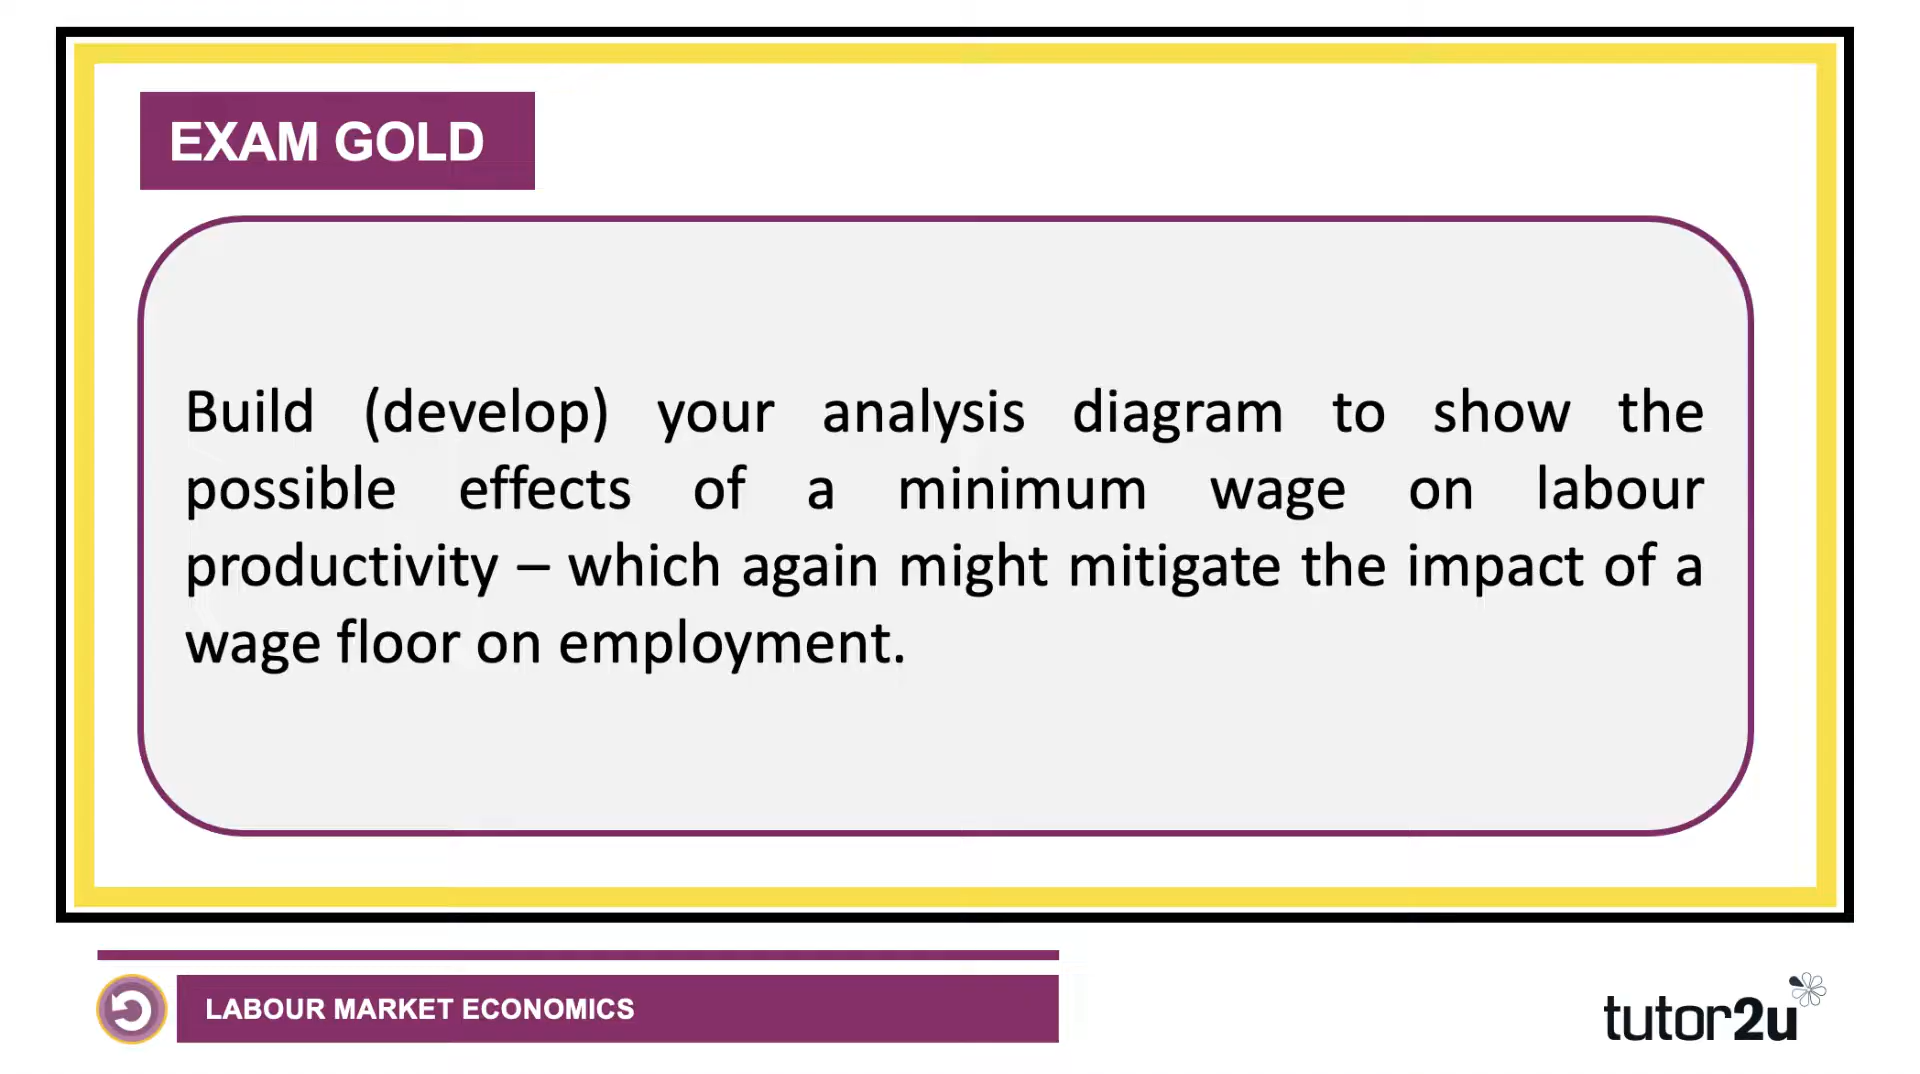 EXAM GOLD
Build (develop) your analysis diagram to show the
possible effects of a minimum wage on labour
productivity – which again might mitigate the impact of a
wage floor on employment.
LABOUR MARKET ECONOMICS
tutor2u